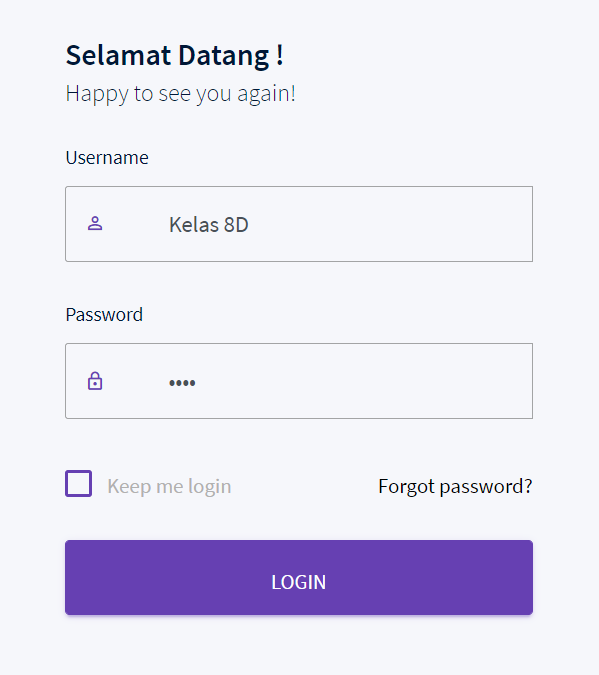 Selamat Datang !
Happy to see you again!
Username
Kelas 8D
Password
••••
Keep me login Forgot password?
LOGIN